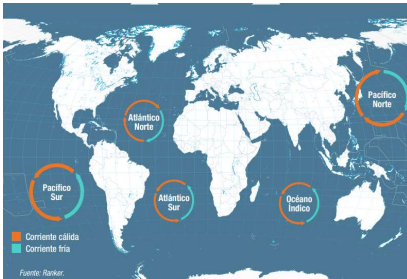 Pacífico
Norte
Atlántico
Norte
Pacífico
Sur
Atlántico
Sur
Océano
Índico
Corriente cálida
Corriente fría
Fuente: Ranker.